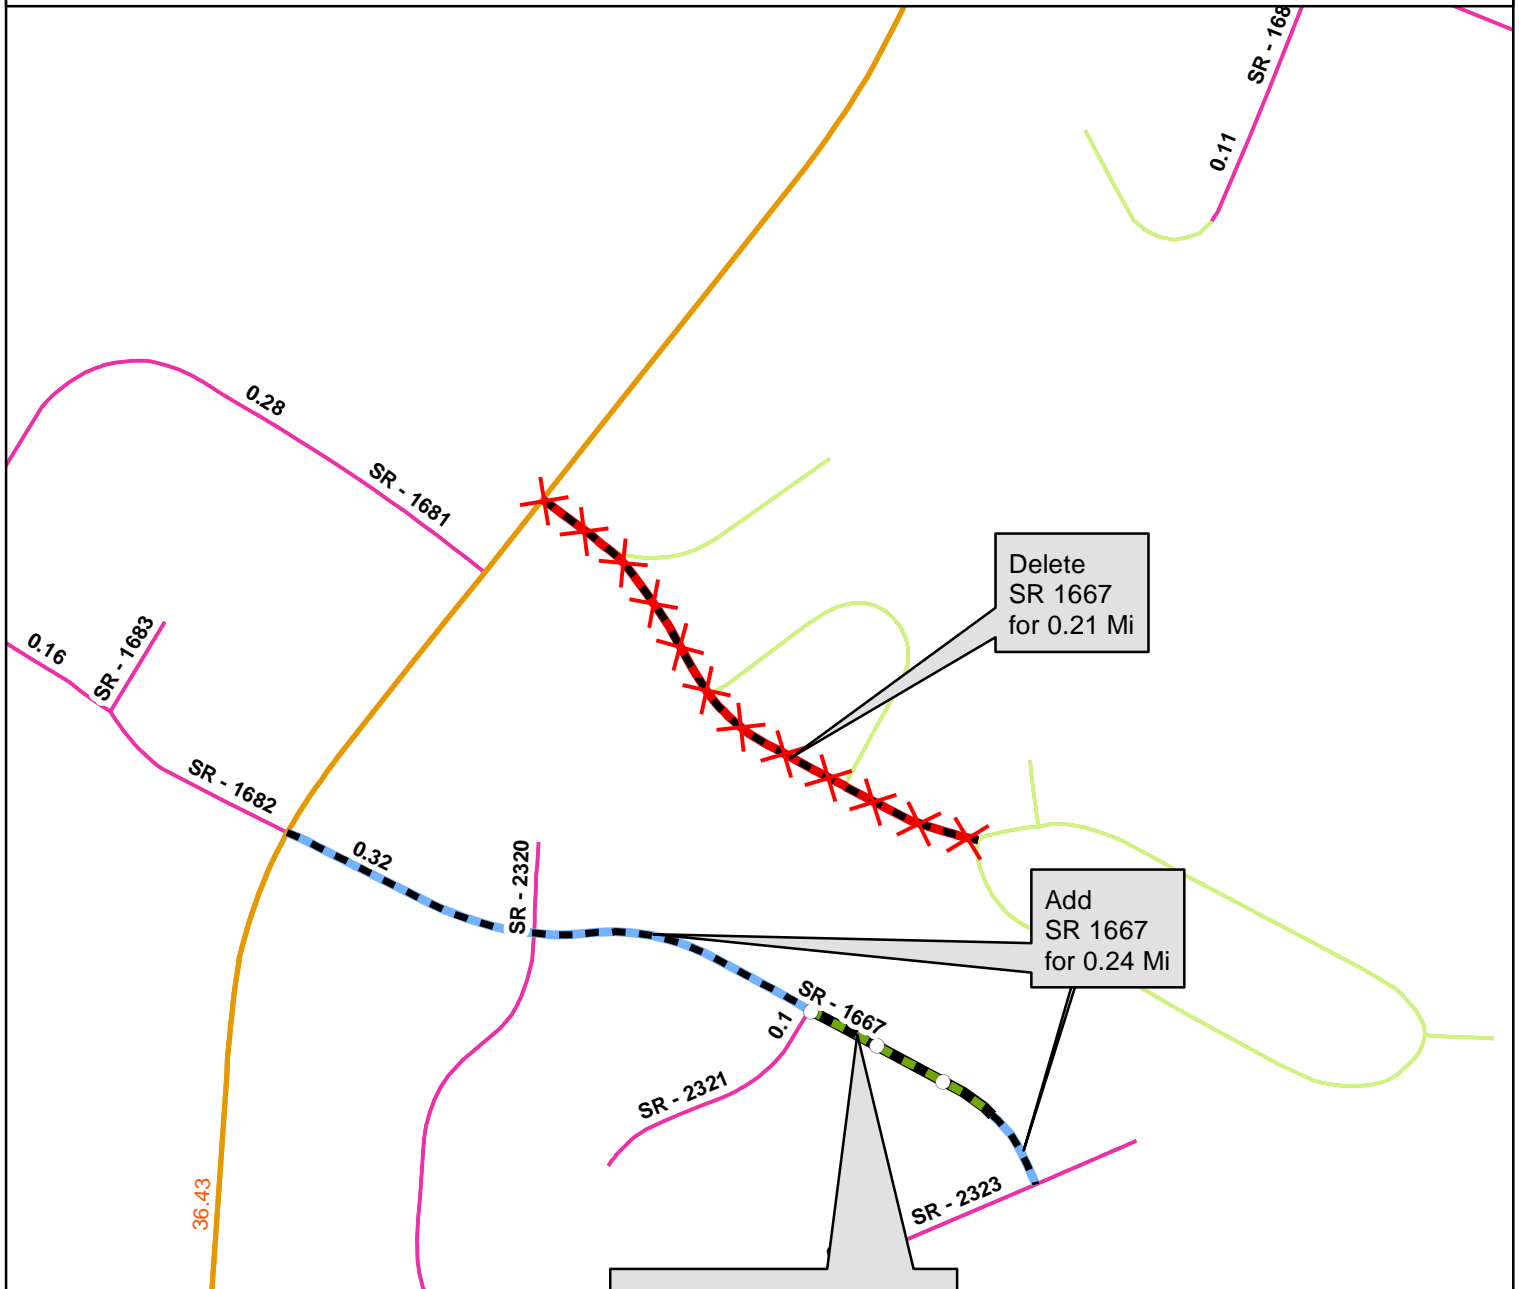 SR - 168
0.11
0.28
SR - 1681
Delete
SR 1667
for 0.21 Mi
0.16
SR - 1683
SR - 1682
0.32
SR - 2320
Add
SR 1667
for 0.24 Mi
SR - 1667
0.1
SR - 2321
SR - 2323
36.43